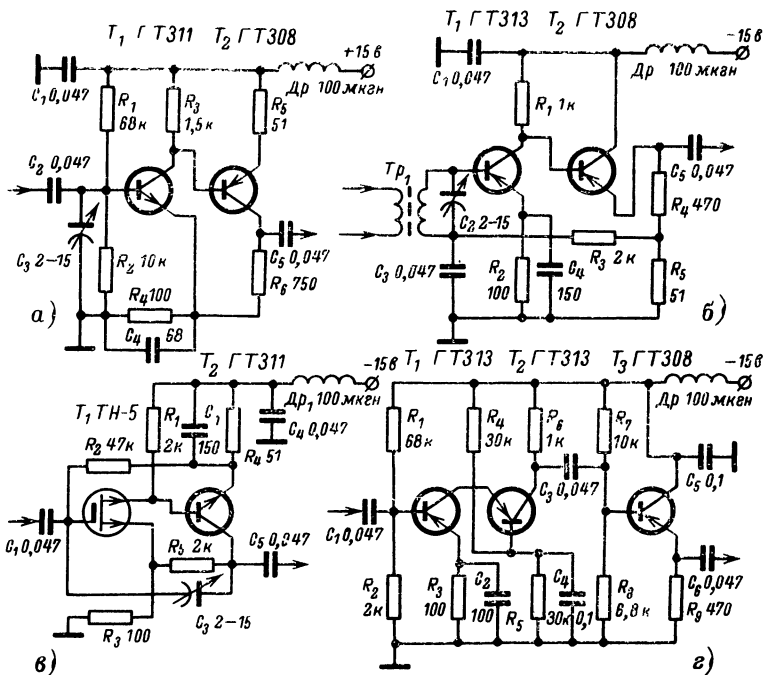 T₁ ГТ311 T₂ ГТ308
+15в
C₁ 0,047
Др 100 мкгн
R₁ 68к
R₃ 1,5к
R₅ 51
C₂ 0,047
C₃ 2-15
R₂ 10к
R₄ 100
C₄ 68
C₅ 0,047
R₆ 750
а)
T₁ ГТ313 T₂ ГТ308
-15в
C₁ 0,047
Др 100 мкгн
R₁ 1к
Тр₁
C₂ 2-15
C₅ 0,047
R₄ 470
R₃ 2к
C₃ 0,047
R₂ 100
C₄ 150
R₅ 51
б)
T₂ ГТ311
-15в
Др₁ 100мкгн
T₁ ТН-5
R₁ 2к
C₁ 150
R₄ 51
C₄ 0,047
R₂ 47к
C₁ 0,047
R₅ 2к
C₅ 0,047
R₃ 100
C₃ 2-15
в)
T₁ ГТ313 T₂ ГТ313 T₃ ГТ308
-15в
Др 100мкгн
R₁ 68к
R₄ 30к
R₆ 1к
R₇ 10к
C₃ 0,047
C₅ 0,1
C₁ 0,047
R₂ 2к
R₃ 100
C₂ 100
R₅ 30к
C₄ 0,1
R₈ 6,8к
C₆ 0,047
R₉ 470
г)